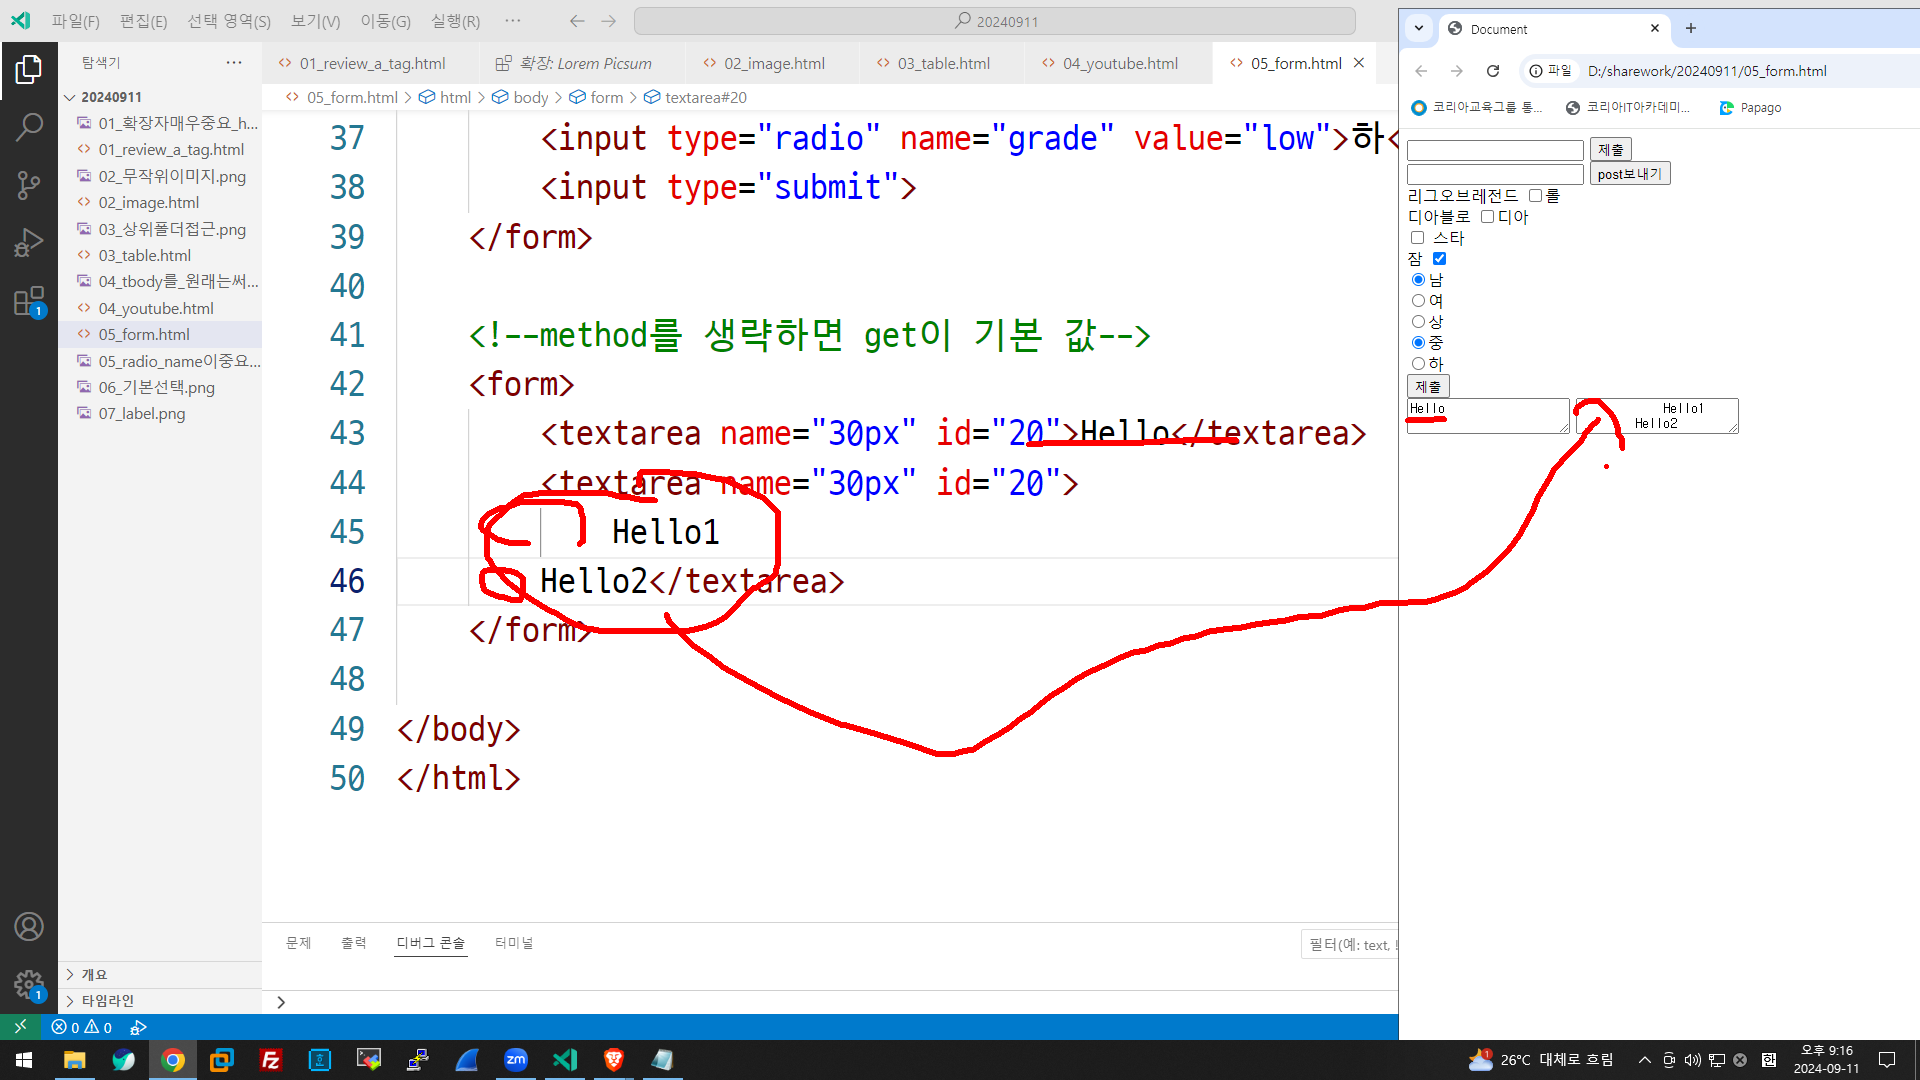 파일(F) 편집(E) 선택 영역(S) 보기(V) 이동(G) 실행(R) ··· 20240911
탐색기 ···
20240911
01_확장자매우중요_h...
01_review_a_tag.html
02_무작위이미지.png
02_image.html
03_상위폴더접근.png
03_table.html
04_tbody를_원래는써...
04_youtube.html
05_form.html
05_radio_name이중요...
06_기본선택.png
07_label.png
개요
타임라인
1
1
01_review_a_tag.html 확장: Lorem Picsum 02_image.html 03_table.html 04_youtube.html 05_form.html
05_form.html > html > body > form > textarea#20
37 <input type="radio" name="grade" value="low">하<
38 <input type="submit">
39 </form>
40
41 <!--method를 생략하면 get이 기본 값-->
42 <form>
43 <textarea name="30px" id="20">Hello</textarea>
44 <textarea name="30px" id="20">
45 Hello1
46 Hello2</textarea>
47 </form>
48
49 </body>
50 </html>
문제 출력 디버그 콘솔 터미널
필터(예: text, !
>
0 0
Document
파일 D:/sharework/20240911/05_form.html
코리아교육그룹 통... 코리아IT아카데미... Papago
제출
post보내기
리그오브레전드 롤
디아블로 디아
스타
잠
남
여
상
중
하
제출
Hello
Hello1
Hello2
zm
1
26°C 대체로 흐림
한
오후 9:16
2024-09-11